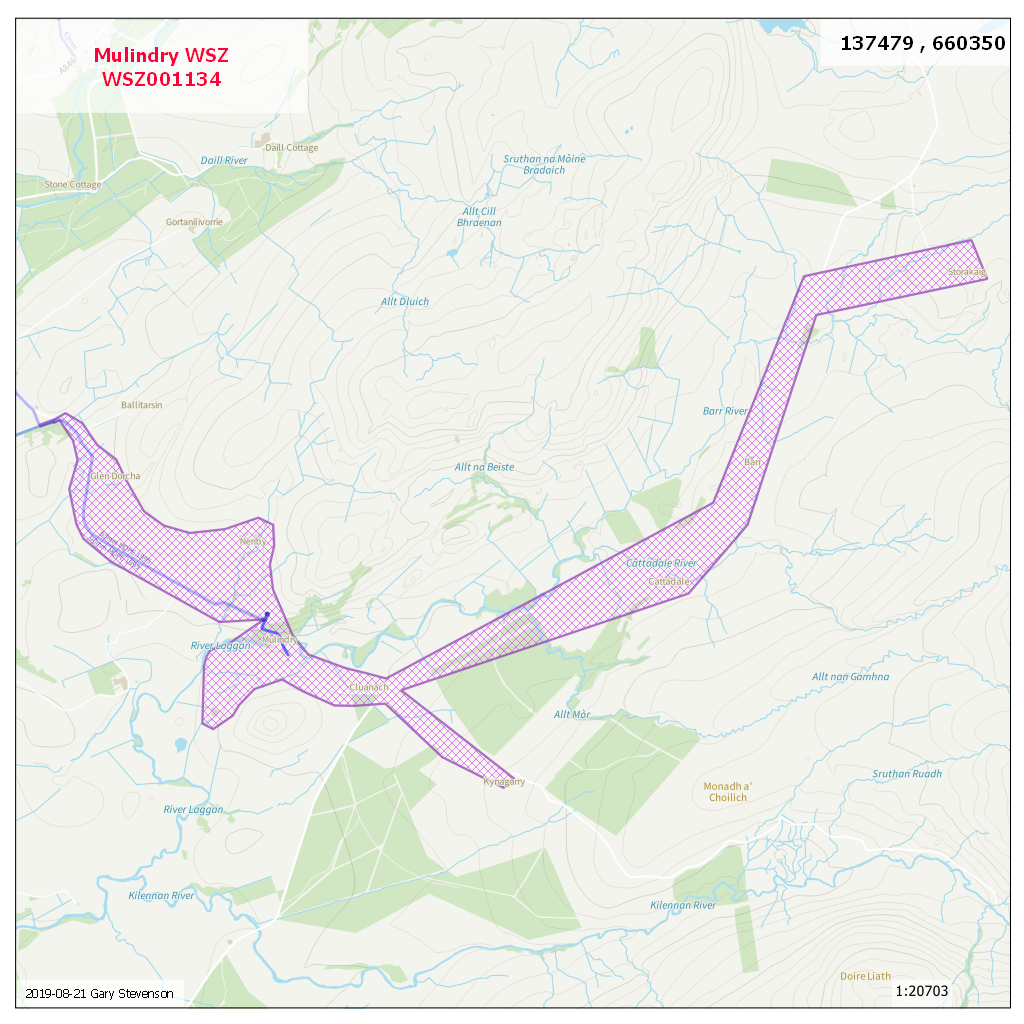 Mulindry WSZ
WSZ001134
137479 , 660350
A846
Daill River
Daill Cottage
Stone Cottage
Gortanilivorrie
Sruthan na Mòine
Bradaich
Allt Cill
Bhraenan
Allt Dluich
Storakaig
Ballitarsin
Barr River
Barr
Allt na Beiste
Glen Dorcha
Neriby
Cattadale River
Cattadale
Mulindry
River Laggan
Cluanach
Allt nan Gamhna
Allt Mòr
Kynagarry
Monadh a'
Choilich
Sruthan Ruadh
River Laggan
Kilennan River
Kilennan River
Doire Liath
2019-08-21 Gary Stevenson
1:20703